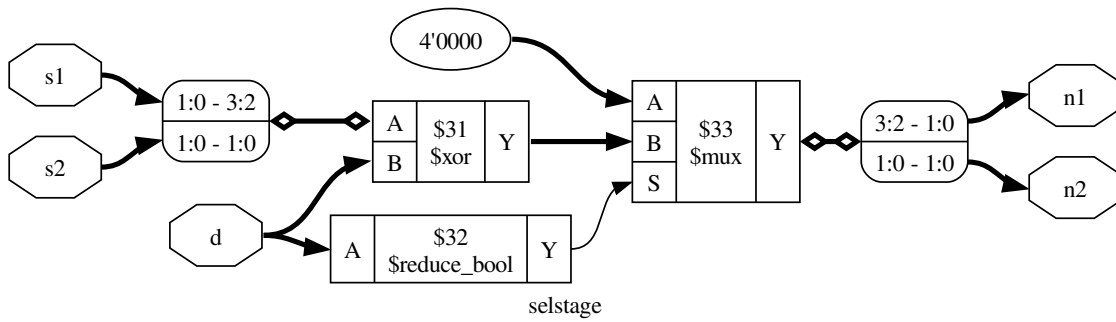 s1
s2
1:0 - 3:2
1:0 - 1:0
d
4'0000
A
B
$31
$xor
Y
A
$32
$reduce_bool
Y
A
B
S
$33
$mux
Y
3:2 - 1:0
1:0 - 1:0
n1
n2
selstage